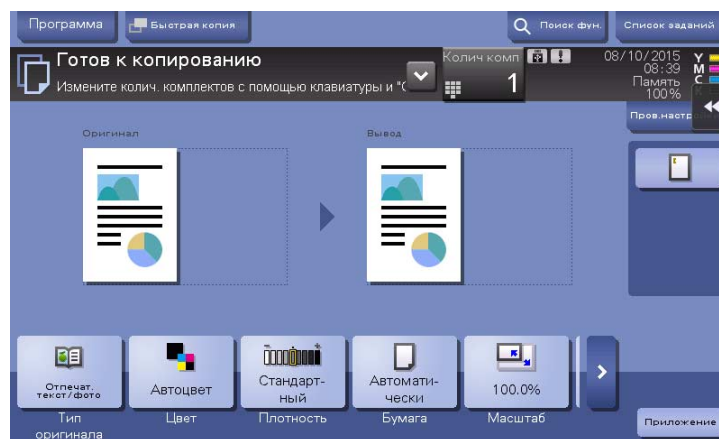 Программа
Быстрая копия
Поиск фун.
Список заданий
Готов к копированию
Измените колич. комплектов с помощью клавиатуры и "С
Колич комп
1
08/10/2015
08:39
Память
100%
Y
M
C
K
Пров.настр
Оригинал
Вывод
Отпечат.
текст/фото
Автоцвет
Стандарт-
ный
Автомати-
чески
100.0%
Тип
оригинала
Цвет
Плотность
Бумага
Масштаб
Приложение